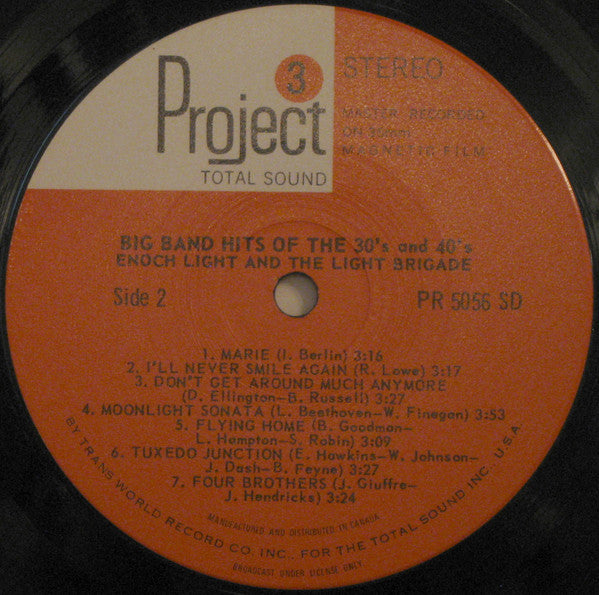 3
Project
TOTAL SOUND
STEREO
MASTER RECORDED
ON 35mm
MAGNETIC FILM
BIG BAND HITS OF THE 30's and 40's
ENOCH LIGHT AND THE LIGHT BRIGADE
Side 2
PR 5056 SD
1. MARIE (I. Berlin) 3:16
2. I'LL NEVER SMILE AGAIN (R. Lowe) 3:17
3. DON'T GET AROUND MUCH ANYMORE
(D. Ellington-B. Russell) 3:27
4. MOONLIGHT SONATA (L. Beethoven-W. Finegan) 3:53
5. FLYING HOME (B. Goodman-
L. Hampton-S. Robin) 3:09
6. TUXEDO JUNCTION (E. Hawkins-W. Johnson-
J. Dash-B. Feyne) 3:27
7. FOUR BROTHERS (J. Giuffre-
J. Hendricks) 3:24
MANUFACTURED AND DISTRIBUTED IN CANADA
BY TRANS WORLD RECORD CO. INC., FOR THE TOTAL SOUND INC., U.S.A.
BROADCAST UNDER LICENSE ONLY.